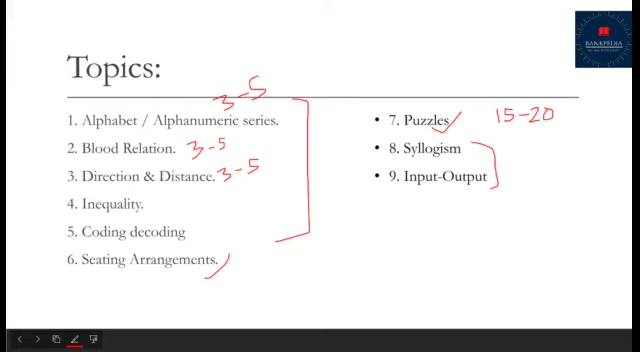 BANKPEDIA
Topics:
3-5
1. Alphabet / Alphanumeric series.
2. Blood Relation. 3-5
3. Direction & Distance. 3-5
4. Inequality.
5. Coding decoding
6. Seating Arrangements.
• 7. Puzzles 15-20
• 8. Syllogism
• 9. Input-Output